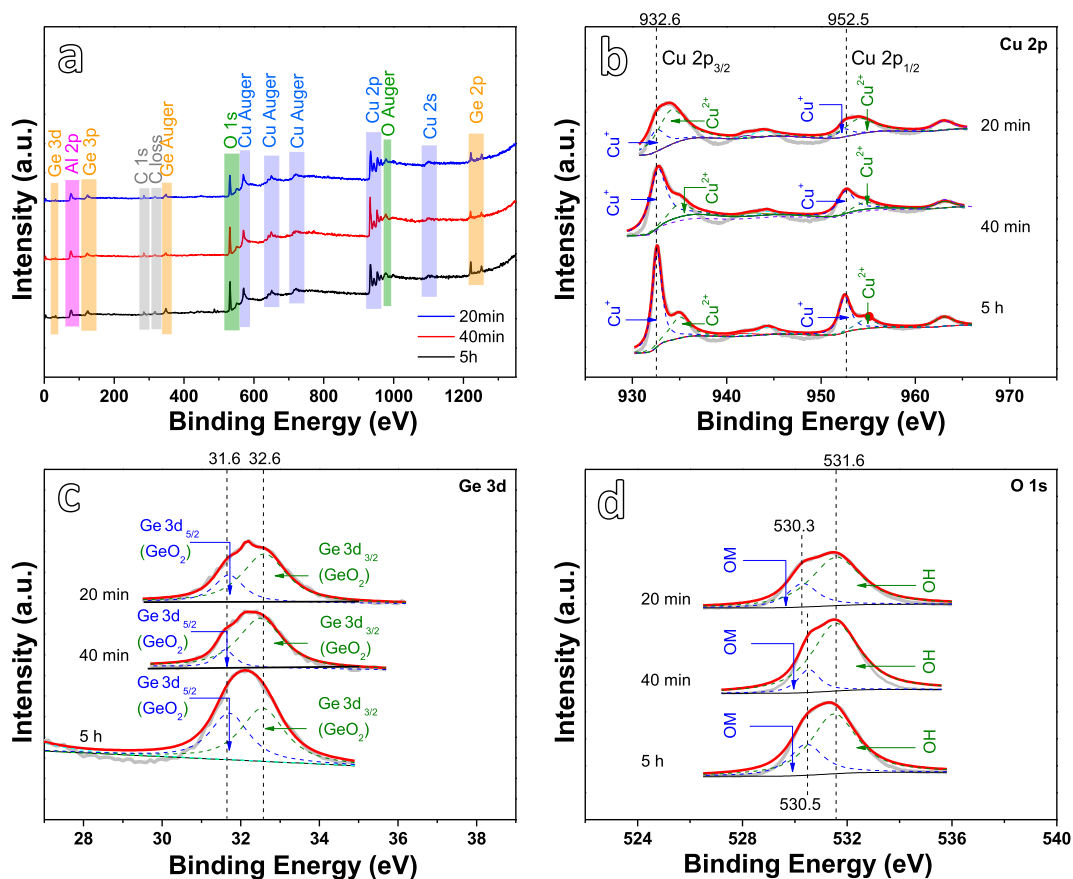 a
Ge 3d
Al 2p
Ge 3p
C 1s
C loss
Ge Auger
O 1s
Cu Auger
Cu Auger
Cu Auger
Cu 2p
O Auger
Cu 2s
Ge 2p
20min
40min
5h
Intensity (a.u.)
0 200 400 600 800 1000 1200
Binding Energy (eV)
932.6 952.5
b
Cu 2p
Cu 2p3/2
Cu 2p1/2
Cu+
Cu2+
Cu+
Cu2+
20 min
Cu+
Cu2+
Cu+
Cu2+
40 min
Cu+
Cu2+
Cu+
Cu2+
5 h
Intensity (a.u.)
930 940 950 960 970
Binding Energy (eV)
31.6 32.6
c
Ge 3d
Ge 3d5/2
(GeO2)
Ge 3d3/2
(GeO2)
20 min
Ge 3d5/2
(GeO2)
Ge 3d3/2
(GeO2)
40 min
Ge 3d5/2
(GeO2)
Ge 3d3/2
(GeO2)
5 h
Intensity (a.u.)
28 30 32 34 36 38
Binding Energy (eV)
531.6
d
O 1s
530.3
OM
OH
20 min
OM
OH
40 min
OM
OH
5 h
530.5
Intensity (a.u.)
524 528 532 536 540
Binding Energy (eV)